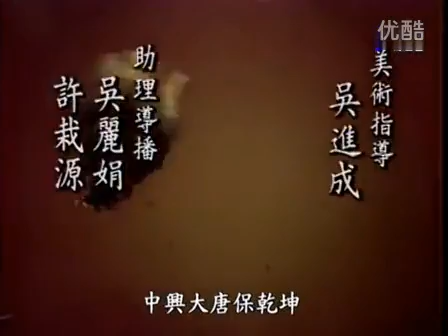 优酷
美術指導
吳進成
助理導播
吳麗娟
許栽源
中興大唐保乾坤